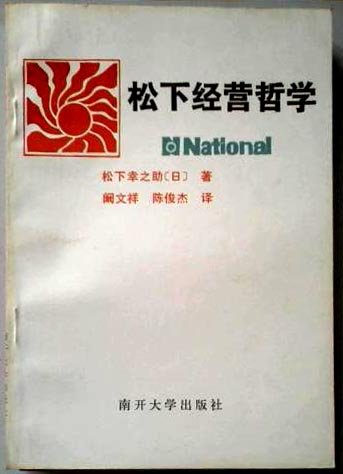 松下经营哲学
National
松下幸之助〔日〕 著
阚文祥 陈俊杰 译
南开大学出版社